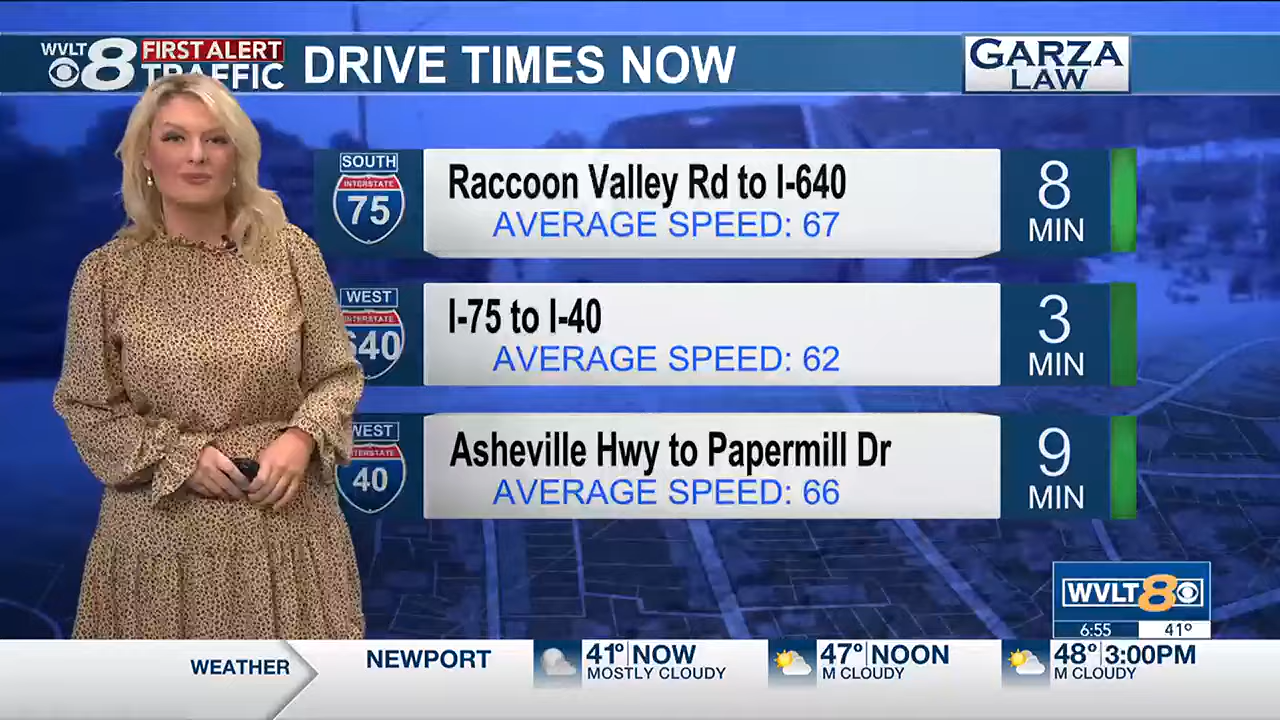 WVLT 8 FIRST ALERT TRAFFIC
DRIVE TIMES NOW
GARZA LAW
SOUTH
INTERSTATE
75
Raccoon Valley Rd to I-640
AVERAGE SPEED: 67
8 MIN
WEST
INTERSTATE
640
I-75 to I-40
AVERAGE SPEED: 62
3 MIN
WEST
INTERSTATE
40
Asheville Hwy to Papermill Dr
AVERAGE SPEED: 66
9 MIN
WVLT 8
6:55 41°
WEATHER
NEWPORT
41° NOW
MOSTLY CLOUDY
47° NOON
M CLOUDY
48° 3:00PM
M CLOUDY